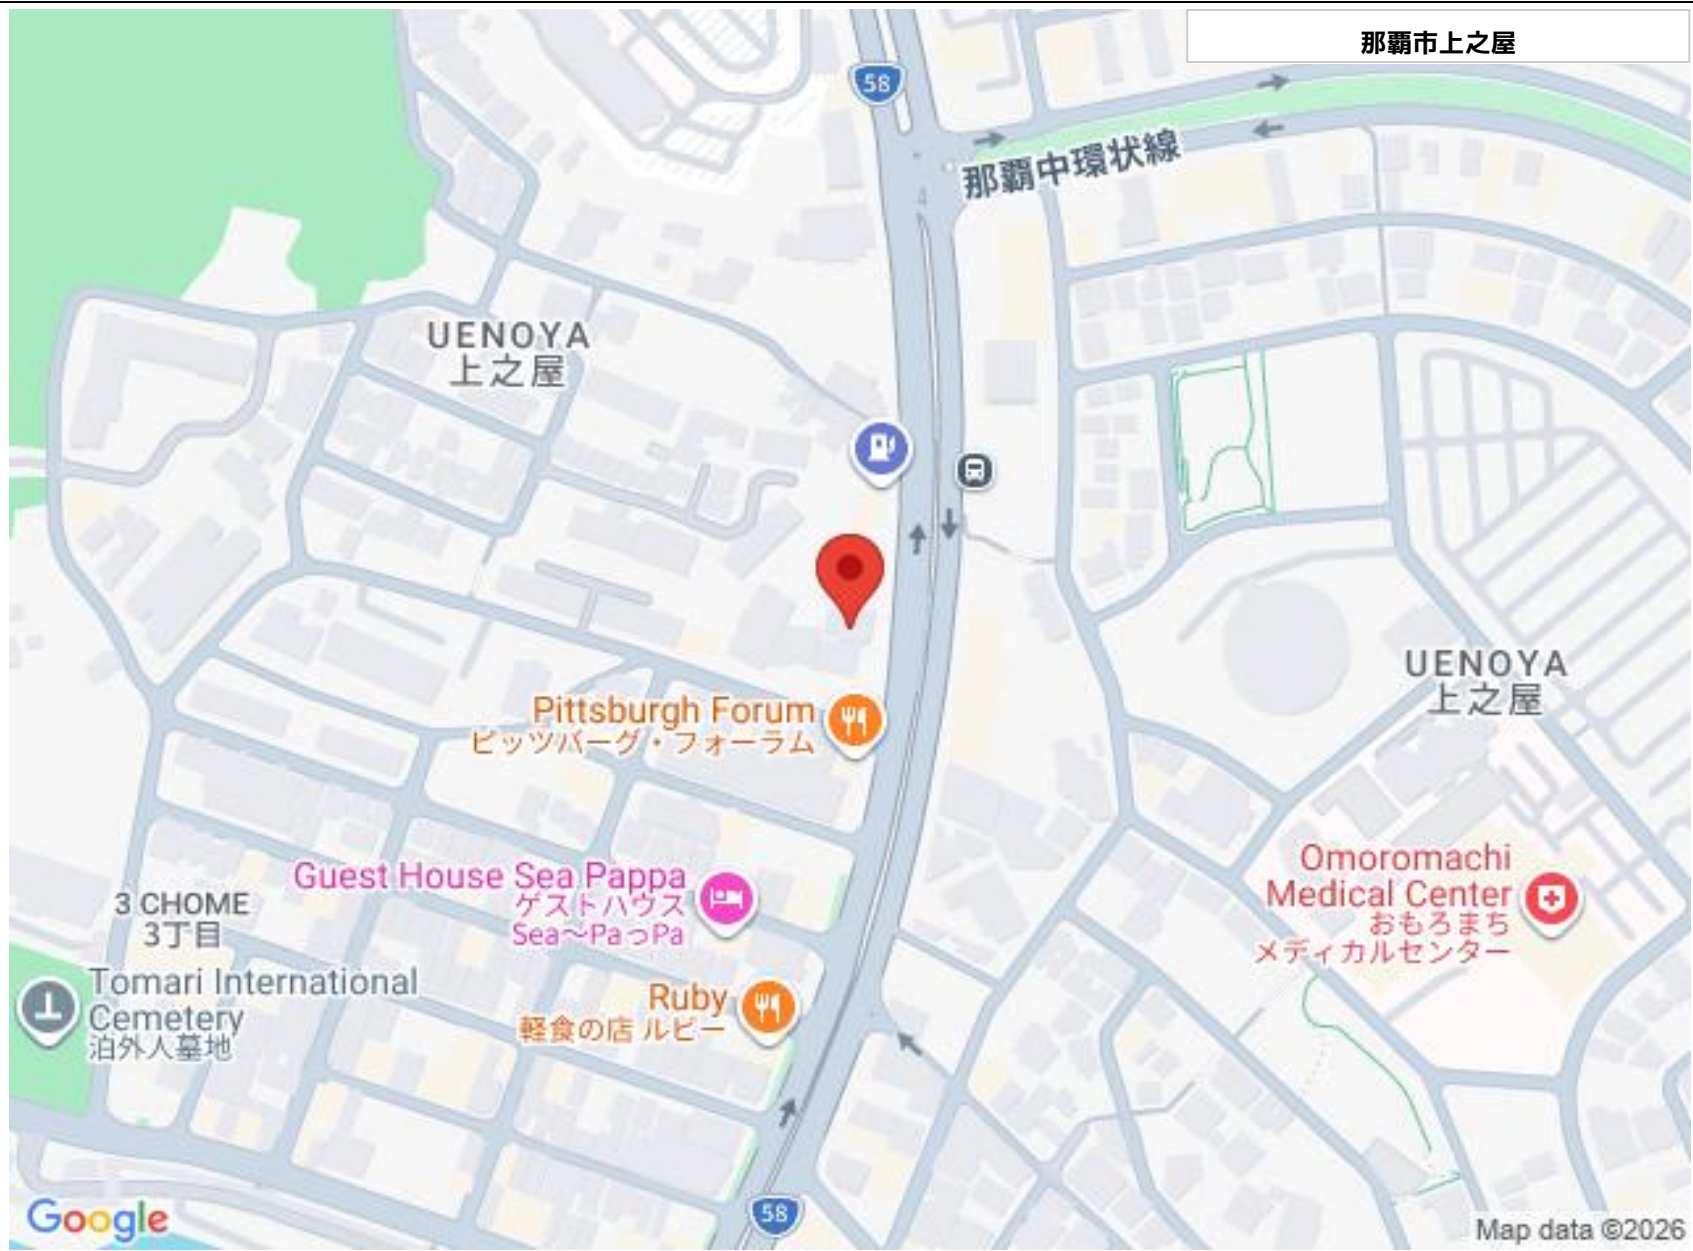 那覇市上之屋
58
那覇中環状線
UENOYA
上之屋
UENOYA
上之屋
Pittsburgh Forum
ピッツバーグ・フォーラム
Guest House Sea Pappa
ゲストハウス
Sea～PaっPa
Omoromachi
Medical Center
おもろまち
メディカルセンター
3 CHOME
3丁目
Tomari International
Cemetery
泊外人墓地
Ruby
軽食の店 ルビー
58
Google
Map data ©2026